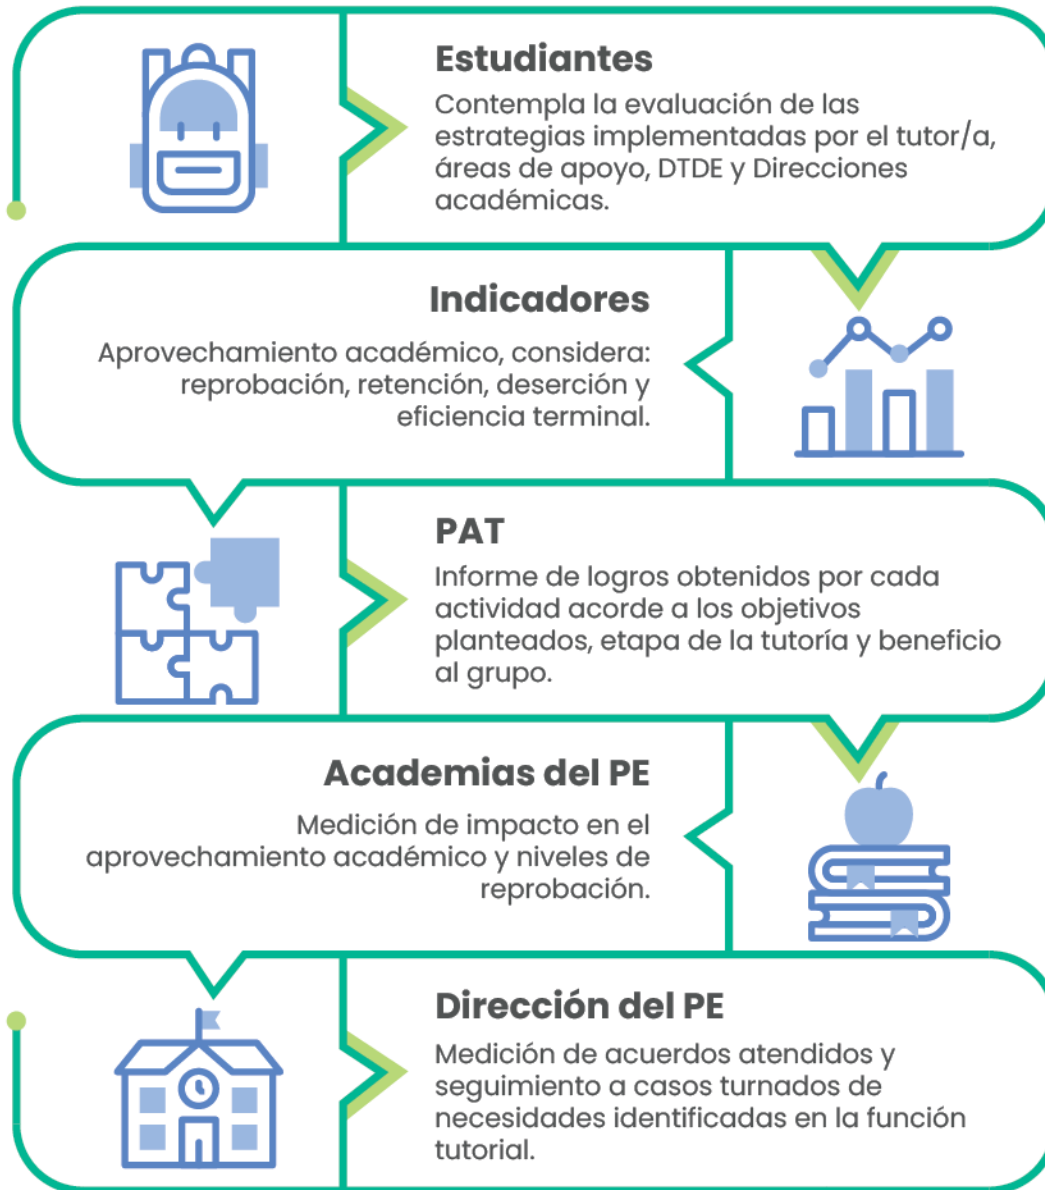 Estudiantes
Contempla la evaluación de las
estrategias implementadas por el tutor/a,
áreas de apoyo, DTDE y Direcciones
académicas.
Indicadores
Aprovechamiento académico, considera:
reprobación, retención, deserción y
eficiencia terminal.
PAT
Informe de logros obtenidos por cada
actividad acorde a los objetivos
planteados, etapa de la tutoría y beneficio
al grupo.
Academias del PE
Medición de impacto en el
aprovechamiento académico y niveles de
reprobación.
Dirección del PE
Medición de acuerdos atendidos y
seguimiento a casos turnados de
necesidades identificadas en la función
tutorial.